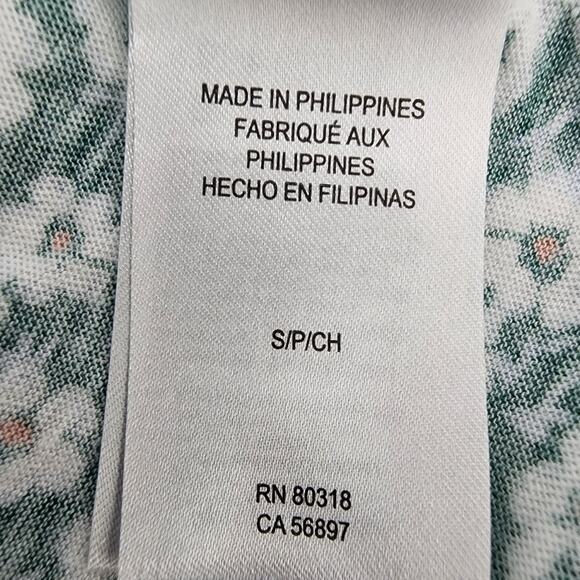 MADE IN PHILIPPINES
FABRIQUÉ AUX
PHILIPPINES
HECHO EN FILIPINAS
S/P/CH
RN 80318
CA 56897